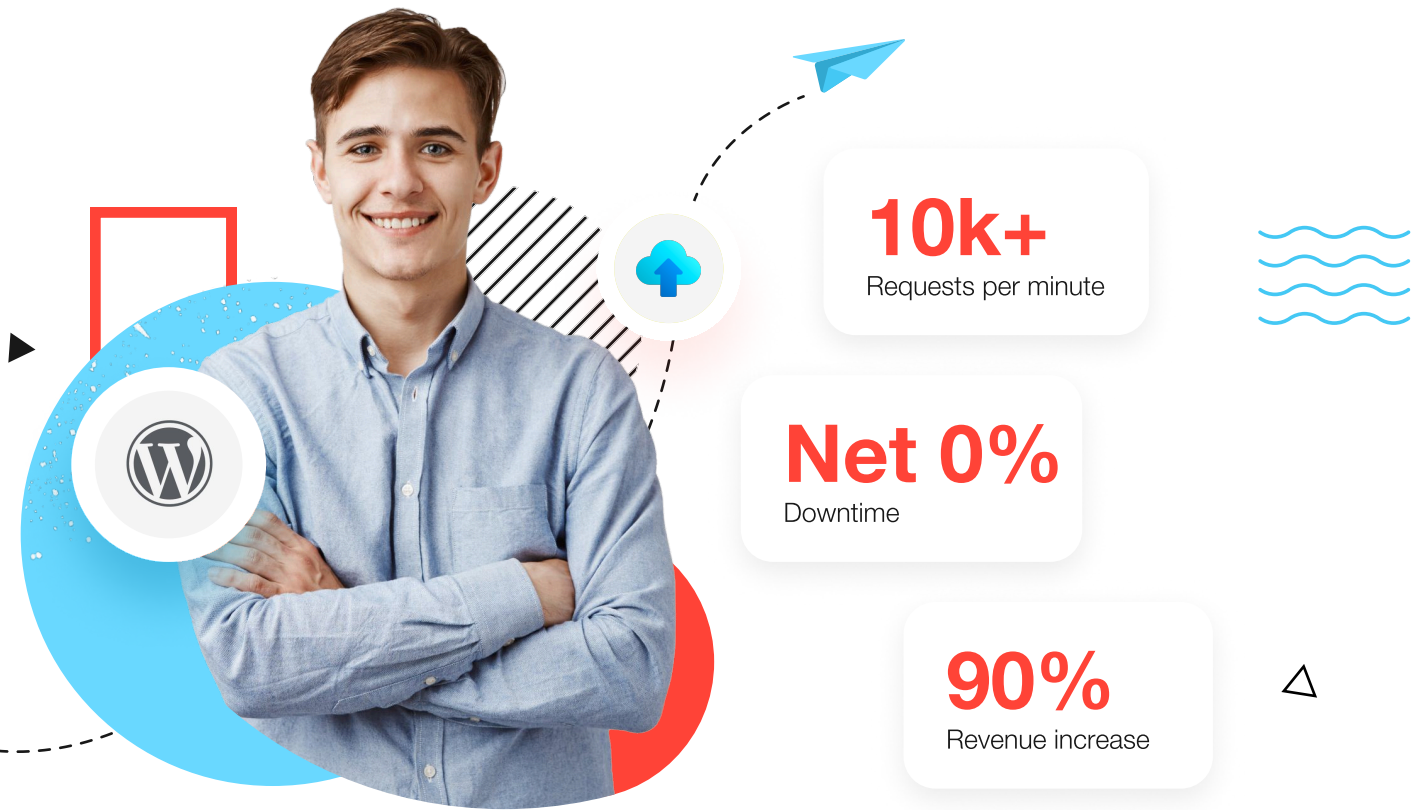 10k+
Requests per minute
Net 0%
Downtime
90%
Revenue increase